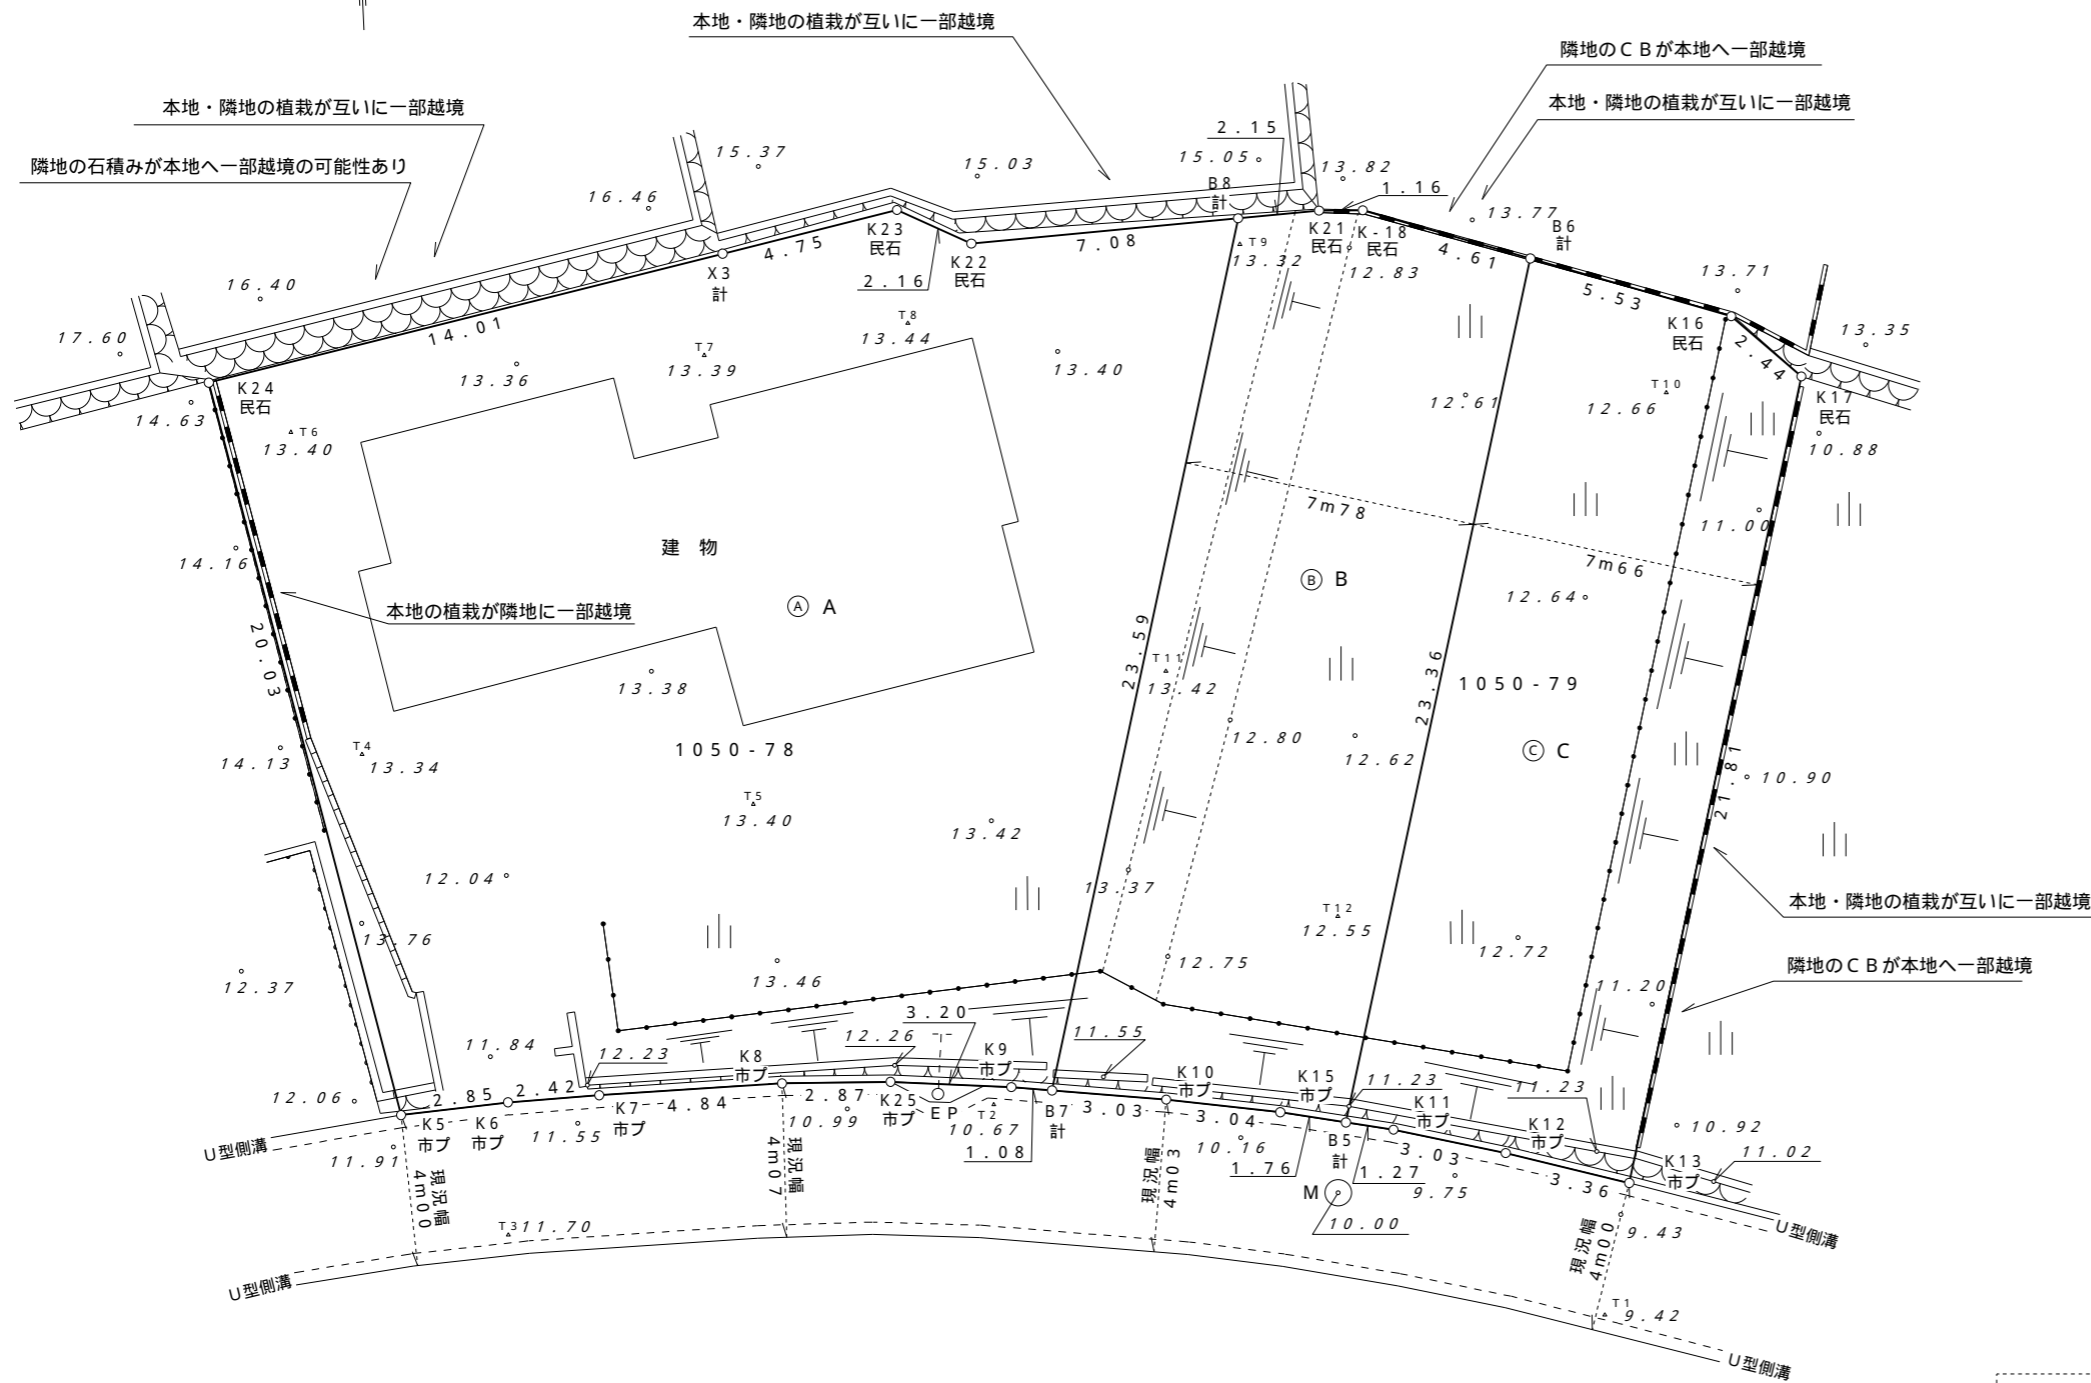 本地・隣地の植栽が互いに一部越境
隣地のCBが本地へ一部越境
本地・隣地の植栽が互いに一部越境
本地・隣地の植栽が互いに一部越境
隣地の石積みが本地へ一部越境の可能性あり
2.15
15.37
15.03
15.05
13.82
16.46
B8
計
1.16
13.77
K23
民石
4.75
K21
民石
K-18
民石
B6
計
7.08
4.61
T9
13.32
12.83
K22
民石
X3
計
2.16
13.71
16.40
5.53
14.01
T8
13.44
K16
民石
13.35
17.60
2.44
T7
13.39
13.36
13.40
T10
12.66
12.61
K24
民石
K17
民石
14.63
T6
13.40
10.88
7m78
11.00
建 物
14.16
7m66
Ⓑ B
Ⓐ A
12.64
本地の植栽が隣地に一部越境
20.03
23.59
T11
13.42
23.36
1050-79
13.38
12.80
1050-78
Ⓒ C
12.62
T4
13.34
14.13
21.81
10.90
T5
13.40
13.42
12.04
13.37
本地・隣地の植栽が互いに一部越境
T12
12.55
13.76
12.72
12.75
隣地のCBが本地へ一部越境
12.37
13.46
11.20
3.20
12.26
11.55
11.84
12.23
K8
市プ
K9
市プ
K10
市プ
K15
市プ
11.23
11.23
12.06
2.85
2.42
4.84
2.87
K25
市プ
EP
T2
10.67
B7
計
3.03
3.04
K11
市プ
K12
市プ
10.92
K5
市プ
K6
市プ
K7
市プ
11.55
10.99
1.08
10.16
1.76
B5
計
1.27
3.03
9.75
3.36
K13
市プ
11.02
U型側溝
11.91
現況幅
4m00
現況幅
4m07
現況幅
4m03
M
10.00
現況幅
4m00
9.43
U型側溝
T3
11.70
U型側溝
T1
9.42
U型側溝